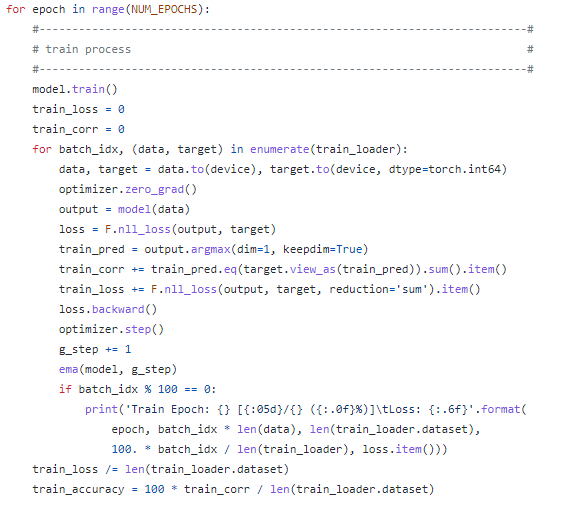 for epoch in range(NUM_EPOCHS):
    #--------------------------------------------------------------------------#
    # train process                                                            #
    #--------------------------------------------------------------------------#
    model.train()
    train_loss = 0
    train_corr = 0
    for batch_idx, (data, target) in enumerate(train_loader):
        data, target = data.to(device), target.to(device, dtype=torch.int64)
        optimizer.zero_grad()
        output = model(data)
        loss = F.nll_loss(output, target)
        train_pred = output.argmax(dim=1, keepdim=True)
        train_corr += train_pred.eq(target.view_as(train_pred)).sum().item()
        train_loss += F.nll_loss(output, target, reduction='sum').item()
        loss.backward()
        optimizer.step()
        g_step += 1
        ema(model, g_step)
        if batch_idx % 100 == 0:
            print('Train Epoch: {} [{:05d}/{} ({:.0f}%)]\tLoss: {:.6f}'.format(
                epoch, batch_idx * len(data), len(train_loader.dataset),
                100. * batch_idx / len(train_loader), loss.item()))
    train_loss /= len(train_loader.dataset)
    train_accuracy = 100 * train_corr / len(train_loader.dataset)